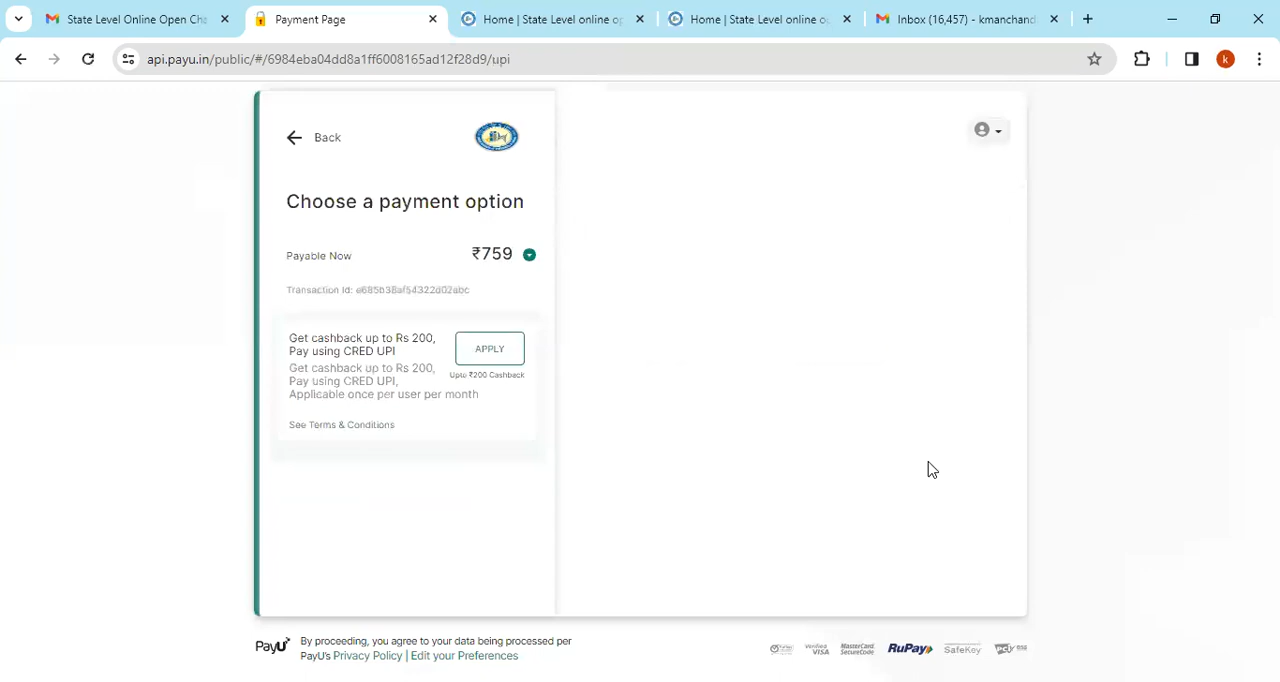 State Level Online Open Cha
Payment Page
Home | State Level online op
Home | State Level online op
Inbox (16,457) - kmanchand
api.payu.in/public/#/6984eba04dd8a1ff6008165ad12f28d9/upi
k
Back
Choose a payment option
Payable Now ₹759
Transaction Id:
Get cashback up to Rs 200,
Pay using CRED UPI
APPLY
Get cashback up to Rs 200,
Pay using CRED UPI,
Applicable once per user per month
Upto ₹200 Cashback
See Terms & Conditions
PayU
By proceeding, you agree to your data being processed per
PayU's Privacy Policy | Edit your Preferences
Verified
VISA
MasterCard
SecureCode
RuPay
SafeKey